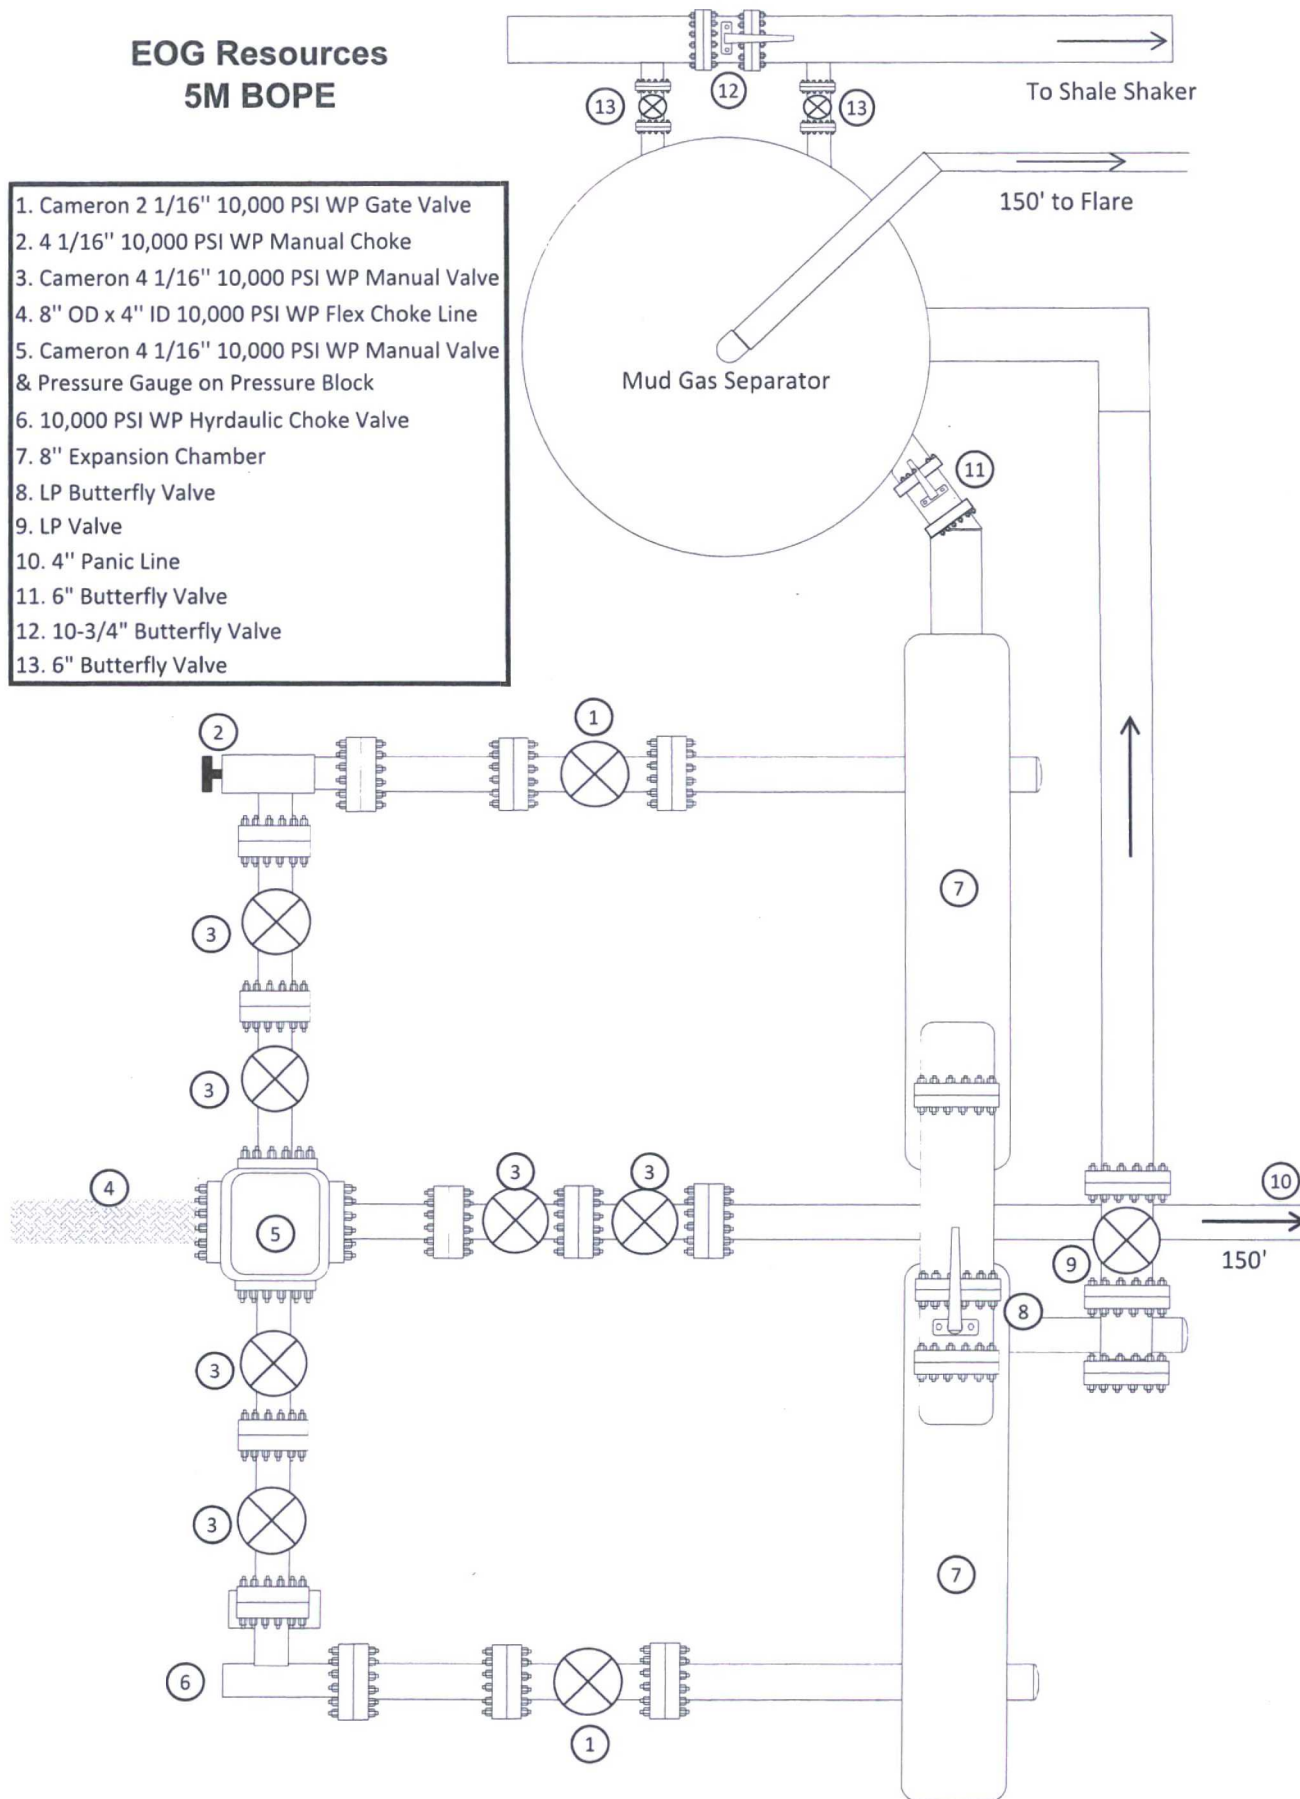 EOG Resources
5M BOPE
12
13
13
To Shale Shaker
150' to Flare
1. Cameron 2 1/16'' 10,000 PSI WP Gate Valve
2. 4 1/16'' 10,000 PSI WP Manual Choke
3. Cameron 4 1/16'' 10,000 PSI WP Manual Valve
4. 8'' OD x 4'' ID 10,000 PSI WP Flex Choke Line
5. Cameron 4 1/16'' 10,000 PSI WP Manual Valve
& Pressure Gauge on Pressure Block
6. 10,000 PSI WP Hyrdaulic Choke Valve
7. 8'' Expansion Chamber
8. LP Butterfly Valve
9. LP Valve
10. 4'' Panic Line
11. 6" Butterfly Valve
12. 10-3/4" Butterfly Valve
13. 6" Butterfly Valve
Mud Gas Separator
11
1
2
7
3
3
3
3
4
10
5
150'
9
8
3
3
7
6
1